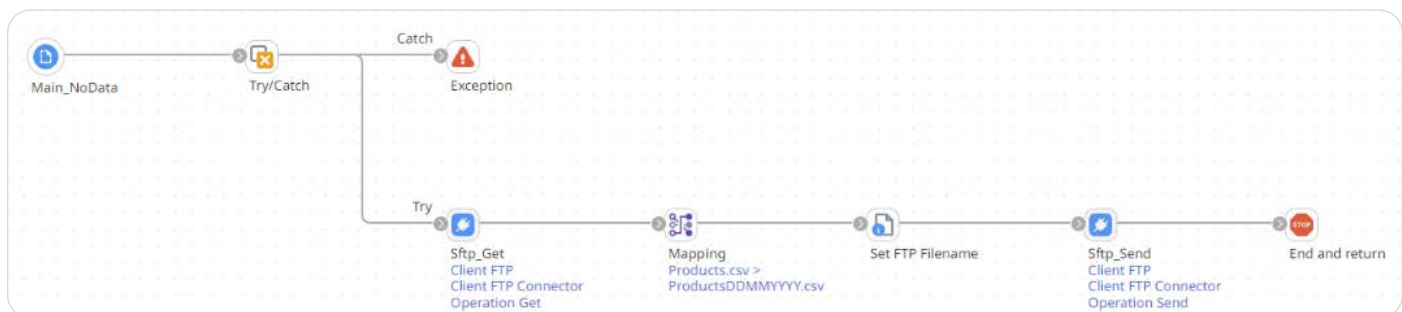 Catch
Main_NoData
Try/Catch
Exception
Try
Sftp_Get
Client FTP
Client FTP Connector
Operation Get
Mapping
Products.csv >
ProductsDDMMYYYY.csv
Set FTP Filename
Sftp_Send
Client FTP
Client FTP Connector
Operation Send
STOP
End and return